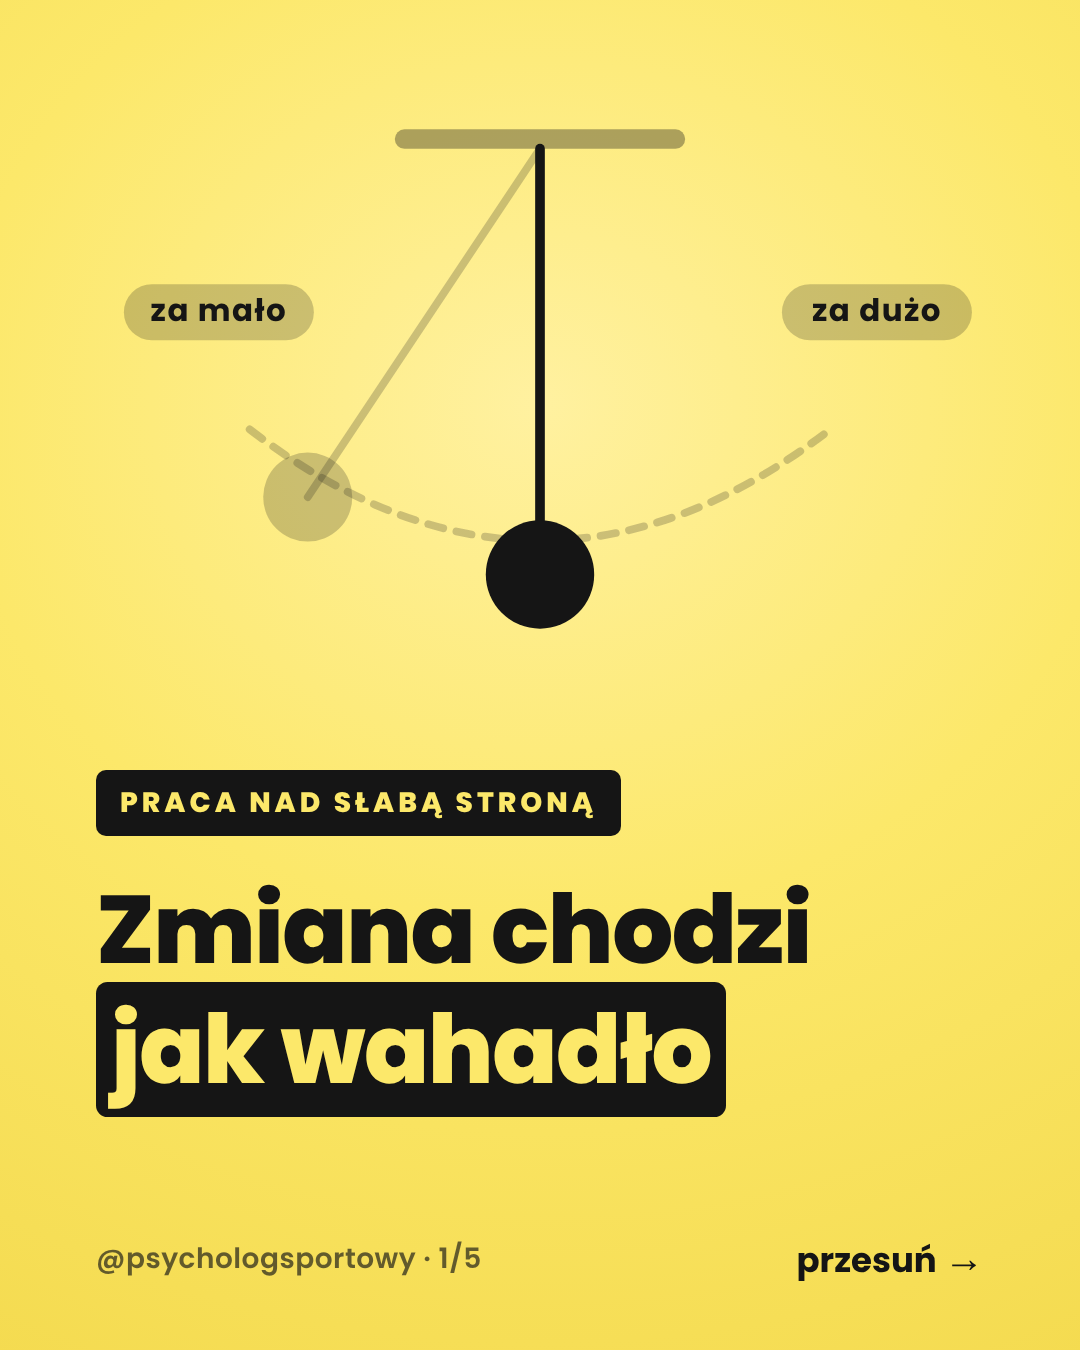 za mało
za dużo
PRACA NAD SŁABĄ STRONĄ
Zmiana chodzi
jak wahadło
@psychologsportowy · 1/5
przesuń →